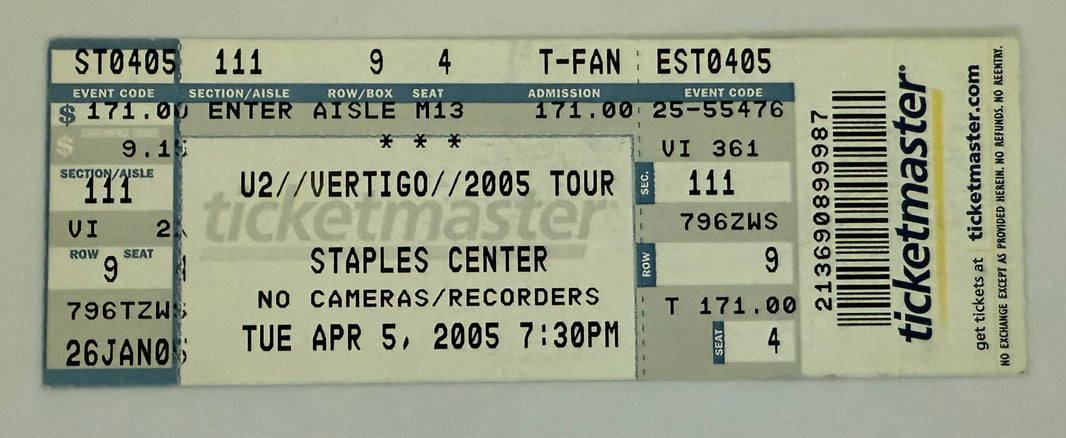 ST0405 111 9 4 T-FAN EST0405
EVENT CODE SECTION/AISLE ROW/BOX SEAT ADMISSION EVENT CODE
$ 171.00 ENTER AISLE M13 171.00 25-55476
$ 9.15
* * *
VI 361
SECTION/AISLE
111
U2//VERTIGO//2005 TOUR
SEC. 111
ticketmaster
VI
796ZWS
ROW SEAT
9
STAPLES CENTER
ROW 9
796TZWS
NO CAMERAS/RECORDERS
T 171.00
26JAN05
TUE APR 5, 2005 7:30PM
SEAT 4
213690899987
ticketmaster
get tickets at ticketmaster.com
NO EXCHANGE EXCEPT AS PROVIDED HEREIN. NO REFUNDS. NO REENTRY.